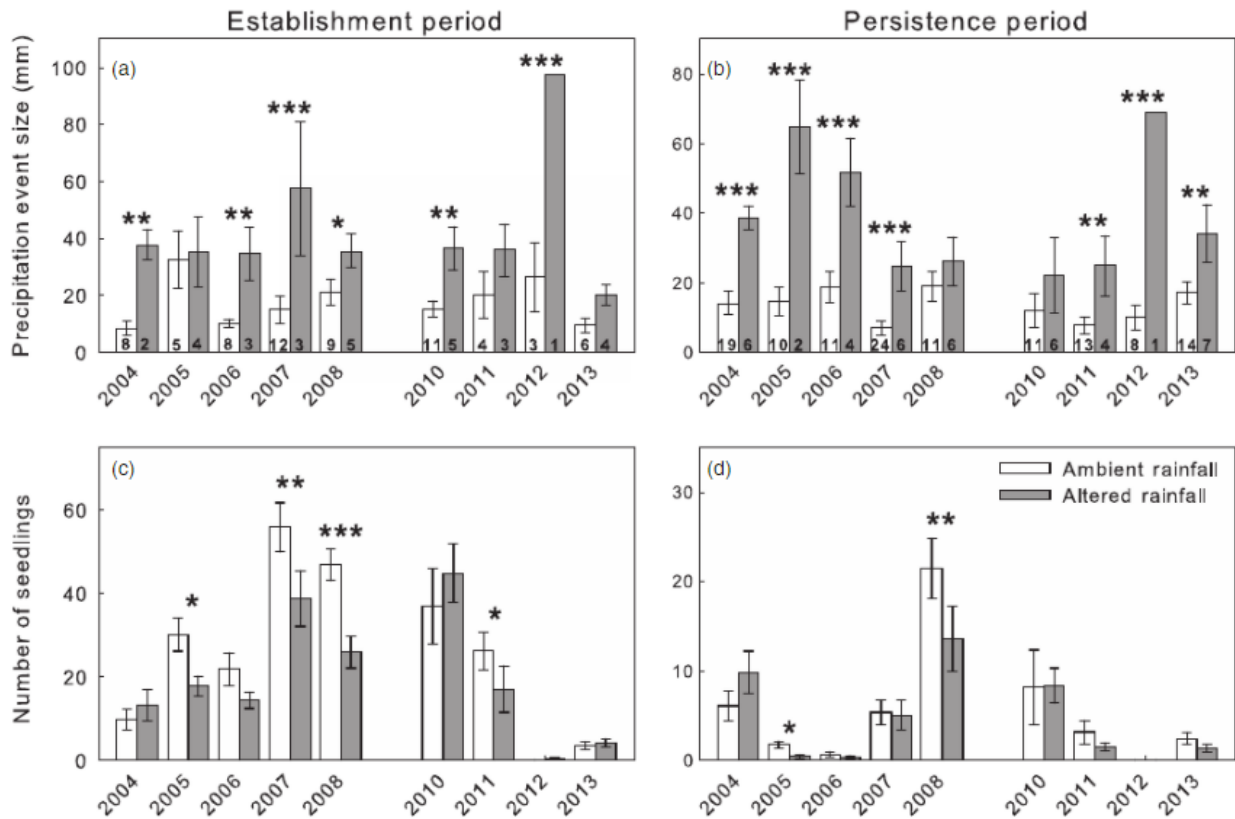 Establishment period
Persistence period
Precipitation event size (mm)
(a)
100
80
60
40
20
0
** ** *** * ** ***
8 2 5 4 8 3 12 3 9 5 11 5 4 3 3 1 6 4
2004 2005 2006 2007 2008 2010 2011 2012 2013
(b)
80
60
40
20
0
*** *** *** *** ** *** **
19 6 10 2 11 4 24 6 11 6 11 6 13 4 8 1 14 7
2004 2005 2006 2007 2008 2010 2011 2012 2013
Number of seedlings
(c)
60
40
20
0
* ** *** *
2004 2005 2006 2007 2008 2010 2011 2012 2013
(d)
30
20
10
0
* **
Ambient rainfall
Altered rainfall
2004 2005 2006 2007 2008 2010 2011 2012 2013